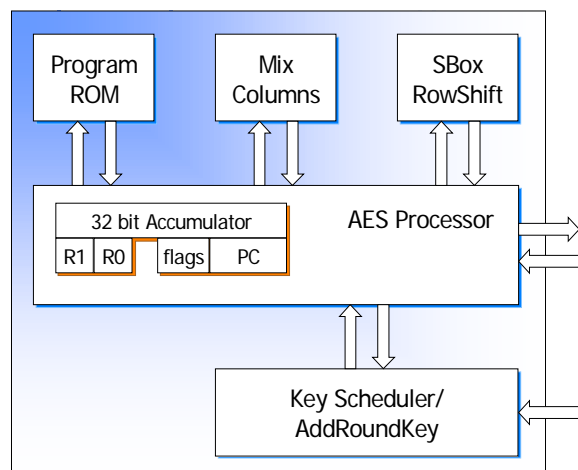 Program
ROM
Mix
Columns
SBox
RowShift
32 bit Accumulator
AES Processor
R1 R0 flags PC
Key Scheduler/
AddRoundKey